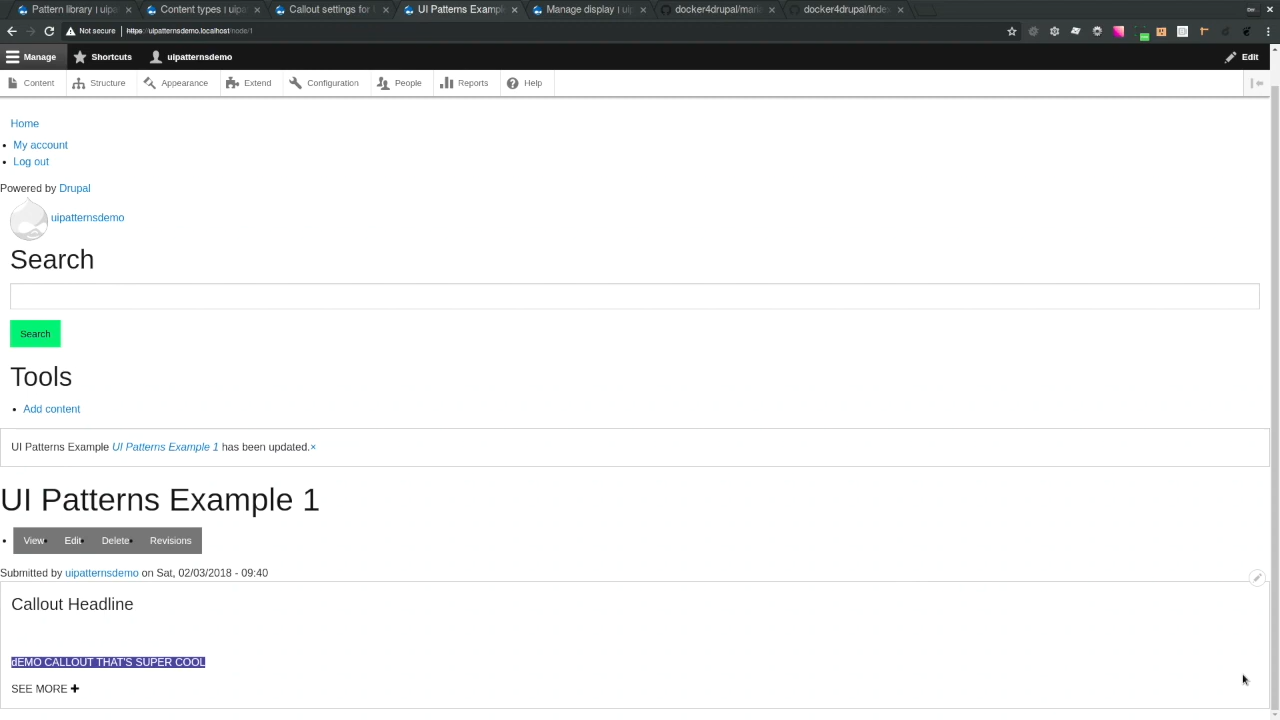 Pattern library | uipa
Content types | uipa
Callout settings for
UI Patterns Example
Manage display | uip
docker4drupal/mari
docker4drupal/inde
Not secure
https://uipatternsdemo.localhost/node/1
Manage
Shortcuts
uipatternsdemo
Edit
Content
Structure
Appearance
Extend
Configuration
People
Reports
Help
Home
My account
Log out
Powered by Drupal
uipatternsdemo
Search
Search
Tools
Add content
UI Patterns Example UI Patterns Example 1 has been updated.×
UI Patterns Example 1
View
Edit
Delete
Revisions
Submitted by uipatternsdemo on Sat, 02/03/2018 - 09:40
Callout Headline
dEMO CALLOUT THAT'S SUPER COOL
SEE MORE